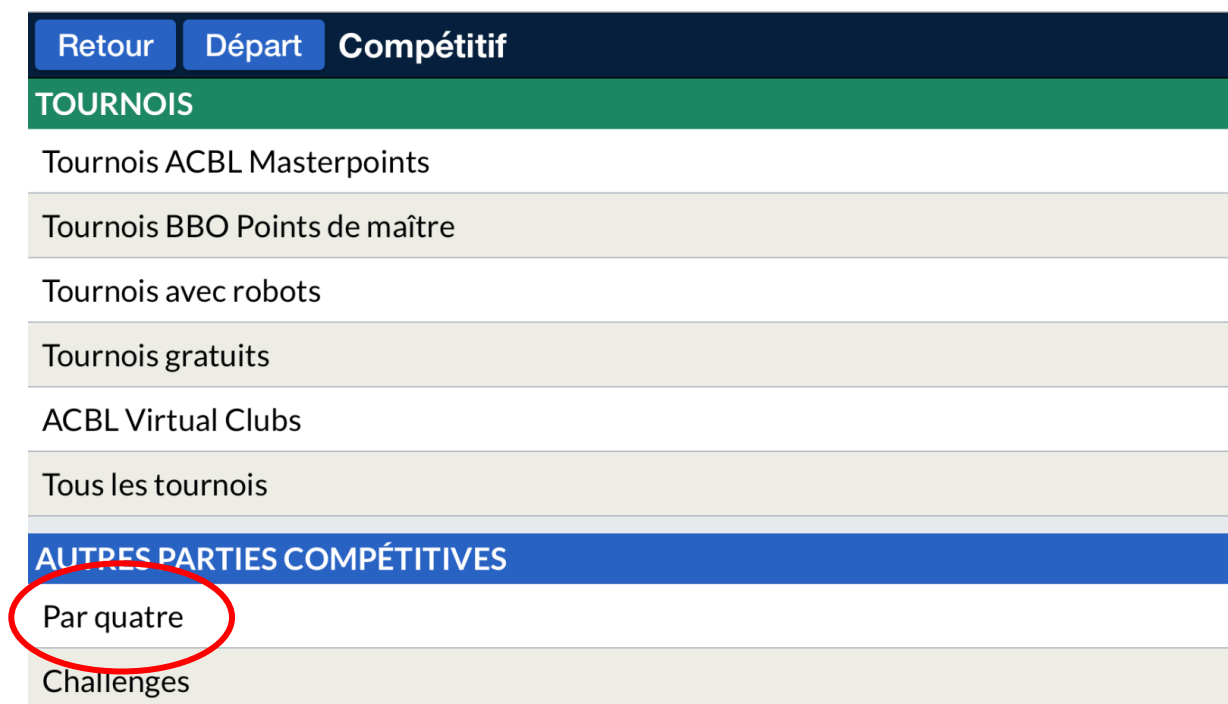 Retour Départ Compétitif
TOURNOIS
Tournois ACBL Masterpoints
Tournois BBO Points de maître
Tournois avec robots
Tournois gratuits
ACBL Virtual Clubs
Tous les tournois
AUTRES PARTIES COMPÉTITIVES
Par quatre
Challenges